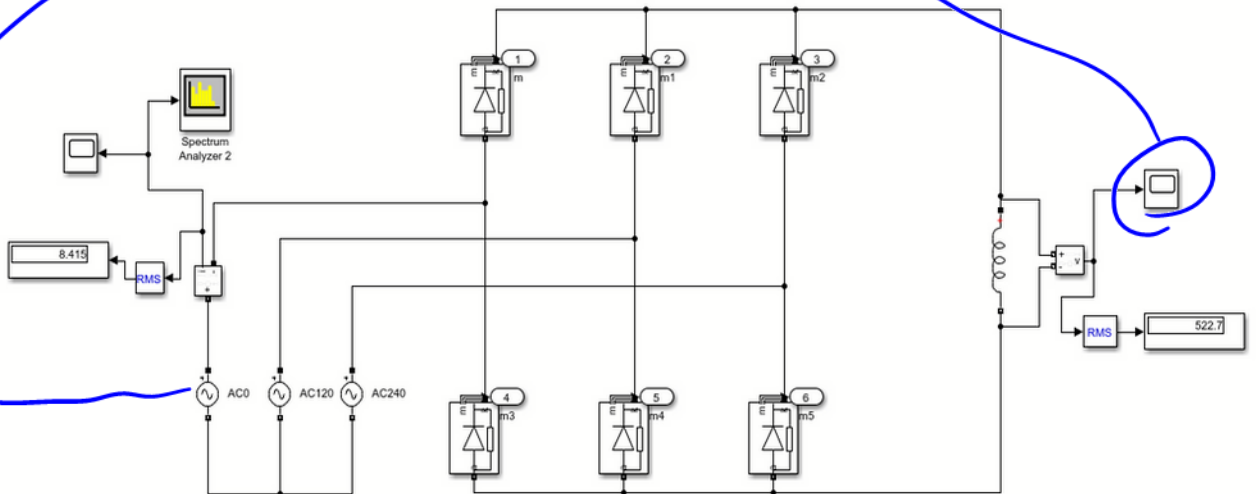 1
m
2
m1
3
m2
Spectrum
Analyzer 2
8.415
RMS
+
-
v
RMS
522.7
AC0
AC120
AC240
4
m3
5
m4
6
m5